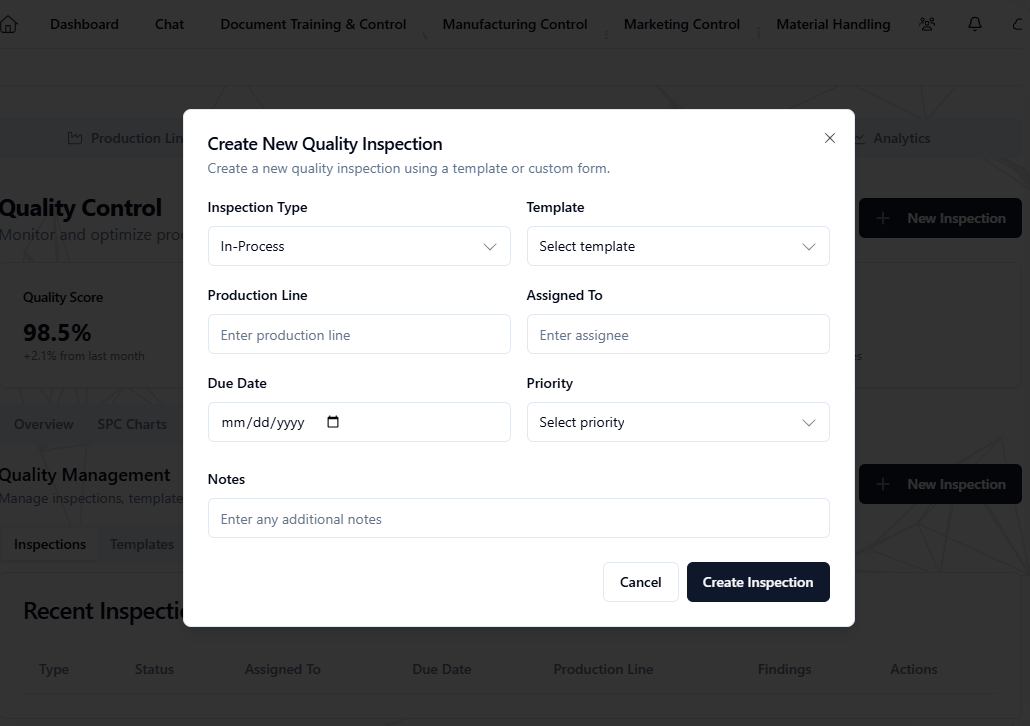 Dashboard Chat Document Training & Control Manufacturing Control Marketing Control Material Handling
Production Lin Analytics
Quality Control
Monitor and optimize pro
New Inspection
Quality Score
98.5%
+2.1% from last month
Overview SPC Charts
Quality Management
Manage inspections, template
New Inspection
Inspections Templates
Recent Inspecti
Type Status Assigned To Due Date Production Line Findings Actions
Create New Quality Inspection
Create a new quality inspection using a template or custom form.
Inspection Type Template
In-Process Select template
Production Line Assigned To
Enter production line Enter assignee
Due Date Priority
mm/dd/yyyy Select priority
Notes
Enter any additional notes
Cancel Create Inspection